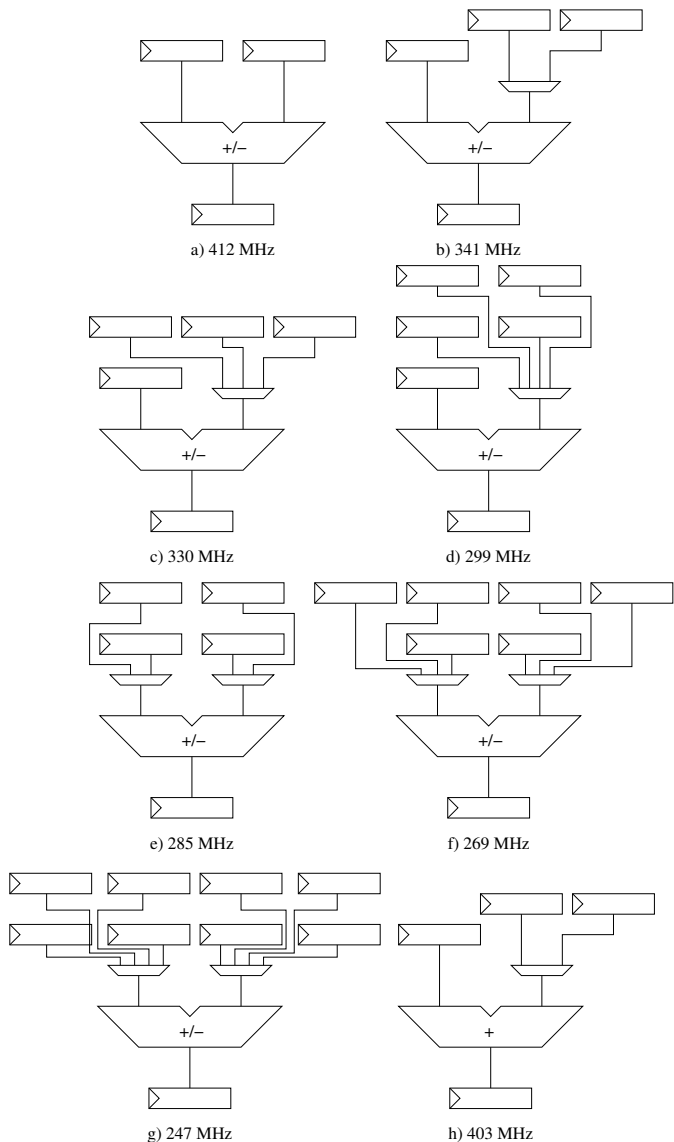 +/−
+/−
a) 412 MHz
b) 341 MHz
+/−
+/−
c) 330 MHz
d) 299 MHz
+/−
+/−
e) 285 MHz
f) 269 MHz
+/−
+
g) 247 MHz
h) 403 MHz